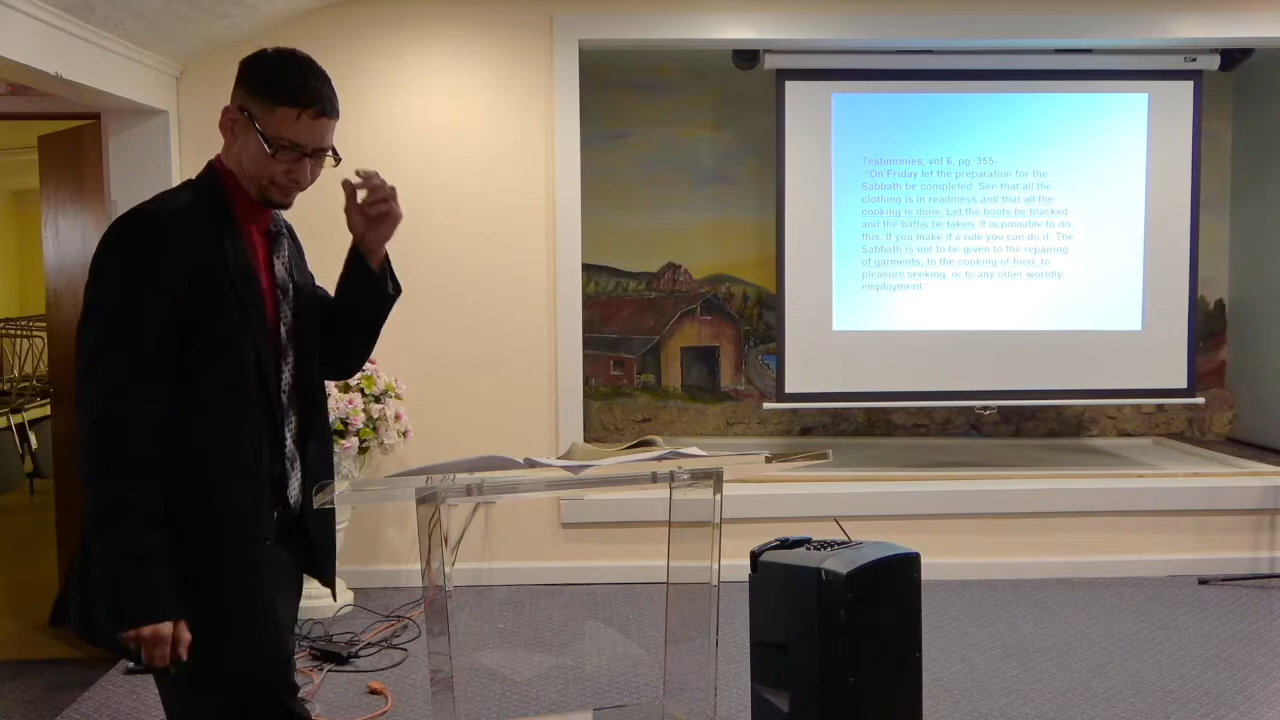 Testimonies, vol 6, pg 355-
"On Friday let the preparation for the
Sabbath be completed. See that all the
clothing is in readiness and that all the
cooking is done. Let the boots be blacked
and the baths be taken. It is possible to do
this. If you make it a rule you can do it. The
Sabbath is not to be given to the repairing
of garments, to the cooking of food, to
pleasure seeking, or to any other worldly
employment."